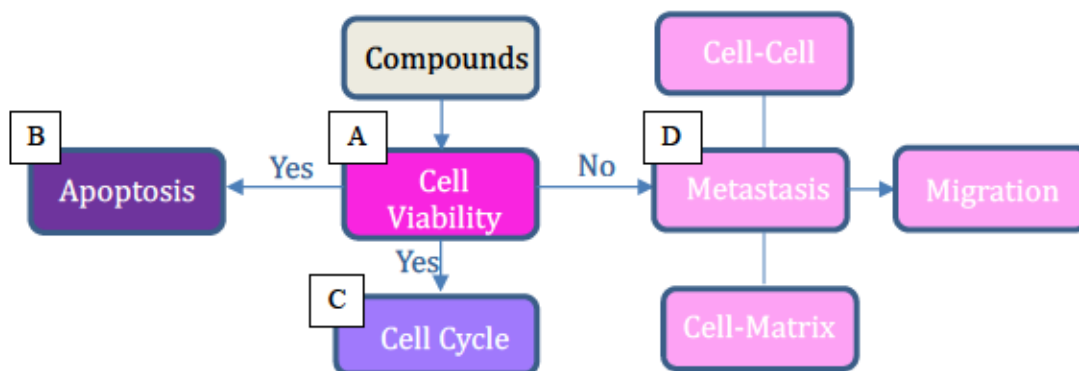 Compounds
Cell-Cell
B
A
D
Apoptosis
Yes
Cell
Viability
No
Metastasis
Migration
Yes
C
Cell Cycle
Cell-Matrix